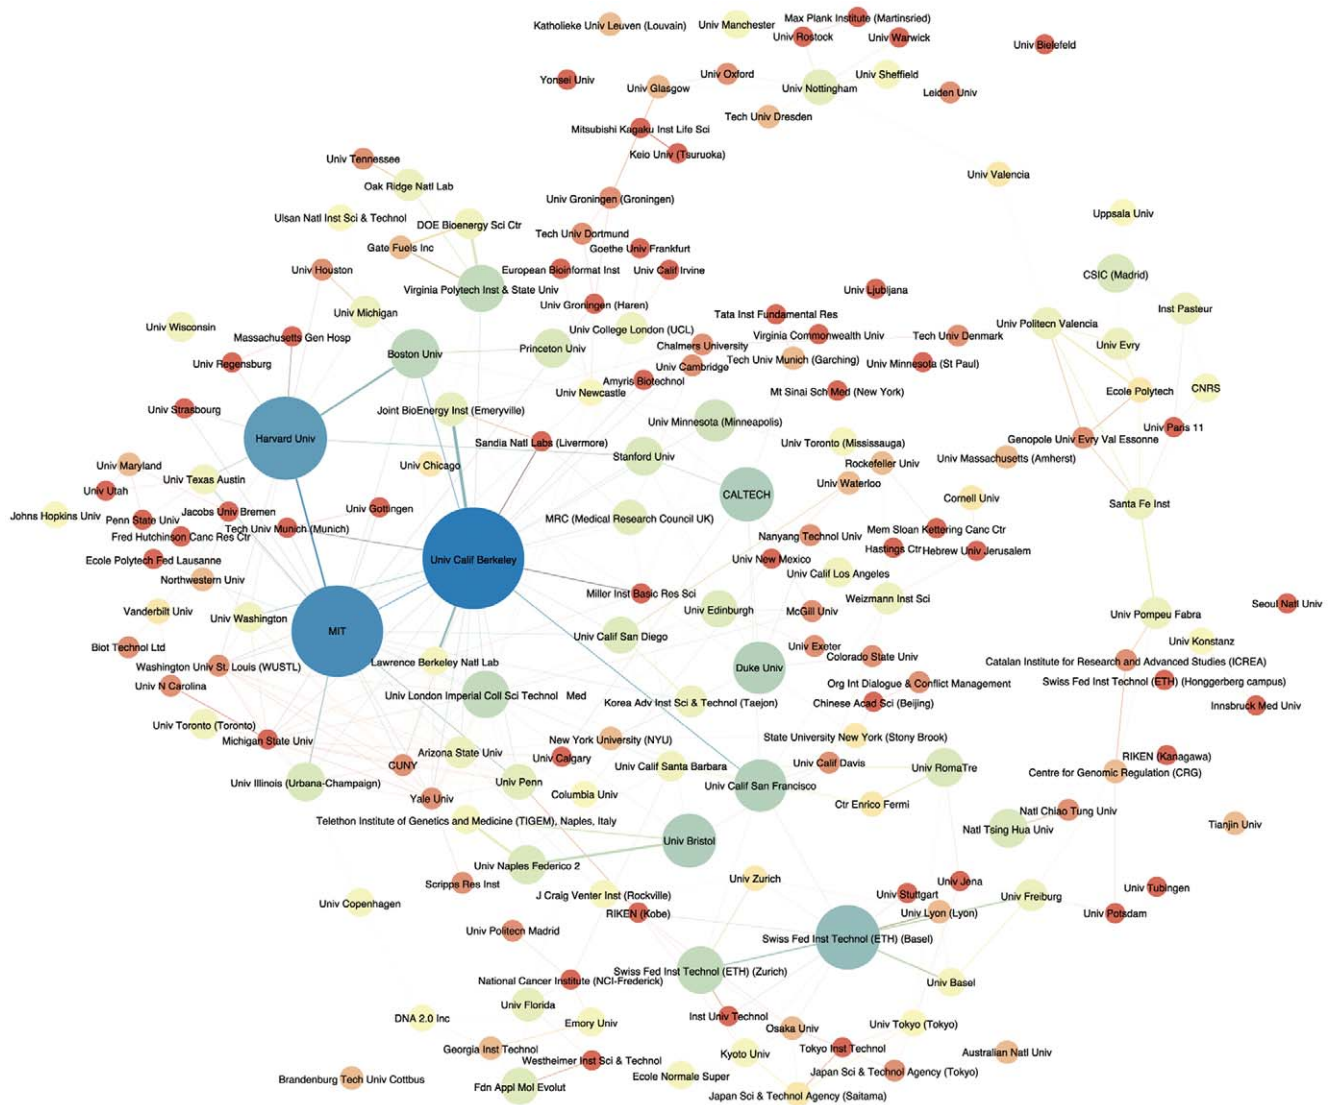 Max Plank Institute (Martinsried)
Katholieke Univ Leuven (Louvain)
Univ Manchester
Univ Rostock
Univ Warwick
Univ Bielefeld
Yonsei Univ
Univ Oxford
Univ Sheffield
Univ Glasgow
Univ Nottingham
Leiden Univ
Tech Univ Dresden
Mitsubishi Kagaku Inst Life Sci
Keio Univ (Tsuruoka)
Univ Tennessee
Univ Valencia
Oak Ridge Natl Lab
Univ Groningen (Groningen)
Uppsala Univ
Ulsan Natl Inst Sci & Technol
DOE Bioenergy Sci Ctr
Tech Univ Dortmund
Gate Fuels Inc
Goethe Univ Frankfurt
Univ Houston
European Bioinformat Inst
Univ Calif Irvine
CSIC (Madrid)
Virginia Polytech Inst & State Univ
Univ Ljubljana
Univ Groningen (Haren)
Inst Pasteur
Univ Michigan
Tata Inst Fundamental Res
Univ Politecn Valencia
Univ Wisconsin
Univ College London (UCL)
Massachusetts Gen Hosp
Virginia Commonwealth Univ
Tech Univ Denmark
Chalmers University
Univ Evry
Princeton Univ
Boston Univ
Tech Univ Munich (Garching)
Univ Regensburg
Univ Cambridge
Univ Minnesota (St Paul)
Amyris Biotechnol
CNRS
Univ Newcastle
Mt Sinai Sch Med (New York)
Ecole Polytech
Univ Strasbourg
Joint BioEnergy Inst (Emeryville)
Univ Minnesota (Minneapolis)
Univ Paris 11
Harvard Univ
Sandia Natl Labs (Livermore)
Univ Toronto (Mississauga)
Genopole Univ Evry Val Essonne
Stanford Univ
Univ Massachusetts (Amherst)
Univ Maryland
Univ Chicago
Rockefeller Univ
Univ Texas Austin
Univ Waterloo
Univ Utah
CALTECH
Cornell Univ
Santa Fe Inst
Univ Gottingen
Jacobs Univ Bremen
Johns Hopkins Univ
Penn State Univ
MRC (Medical Research Council UK)
Tech Univ Munich (Munich)
Mem Sloan Kettering Canc Ctr
Fred Hutchinson Canc Res Ctr
Nanyang Technol Univ
Hastings Ctr
Hebrew Univ Jerusalem
Ecole Polytech Fed Lausanne
Univ Calif Berkeley
Univ New Mexico
Univ Calif Los Angeles
Northwestern Univ
Miller Inst Basic Res Sci
Weizmann Inst Sci
Seoul Natl Univ
Vanderbilt Univ
Univ Edinburgh
McGill Univ
Univ Pompeu Fabra
Univ Washington
MIT
Univ Calif San Diego
Univ Konstanz
Biot Technol Ltd
Univ Exeter
Colorado State Univ
Lawrence Berkeley Natl Lab
Catalan Institute for Research and Advanced Studies (ICREA)
Washington Univ St. Louis (WUSTL)
Duke Univ
Swiss Fed Inst Technol (ETH) (Honggerberg campus)
Univ N Carolina
Org Int Dialogue & Conflict Management
Univ London Imperial Coll Sci Technol Med
Korea Adv Inst Sci & Technol (Taejon)
Chinese Acad Sci (Beijing)
Innsbruck Med Univ
Univ Toronto (Toronto)
State University New York (Stony Brook)
Michigan State Univ
New York University (NYU)
Arizona State Univ
RIKEN (Kanagawa)
Univ Calgary
CUNY
Univ Calif Davis
Univ Calif Santa Barbara
Univ RomaTre
Centre for Genomic Regulation (CRG)
Univ Illinois (Urbana-Champaign)
Univ Penn
Univ Calif San Francisco
Columbia Univ
Yale Univ
Ctr Enrico Fermi
Natl Chiao Tung Univ
Telethon Institute of Genetics and Medicine (TIGEM), Naples, Italy
Tianjin Univ
Natl Tsing Hua Univ
Univ Bristol
Univ Naples Federico 2
Univ Zurich
Univ Jena
Scripps Res Inst
Univ Tubingen
J Craig Venter Inst (Rockville)
Univ Stuttgart
Univ Freiburg
Univ Copenhagen
RIKEN (Kobe)
Univ Lyon (Lyon)
Univ Potsdam
Univ Politecn Madrid
Swiss Fed Inst Technol (ETH) (Basel)
Swiss Fed Inst Technol (ETH) (Zurich)
National Cancer Institute (NCI-Frederick)
Univ Basel
Univ Florida
DNA 2.0 Inc
Inst Univ Technol
Emory Univ
Osaka Univ
Univ Tokyo (Tokyo)
Georgia Inst Technol
Tokyo Inst Technol
Kyoto Univ
Australian Natl Univ
Westheimer Inst Sci & Technol
Japan Sci & Technol Agency (Tokyo)
Ecole Normale Super
Brandenburg Tech Univ Cottbus
Fdn Appl Mol Evolut
Japan Sci & Technol Agency (Saitama)